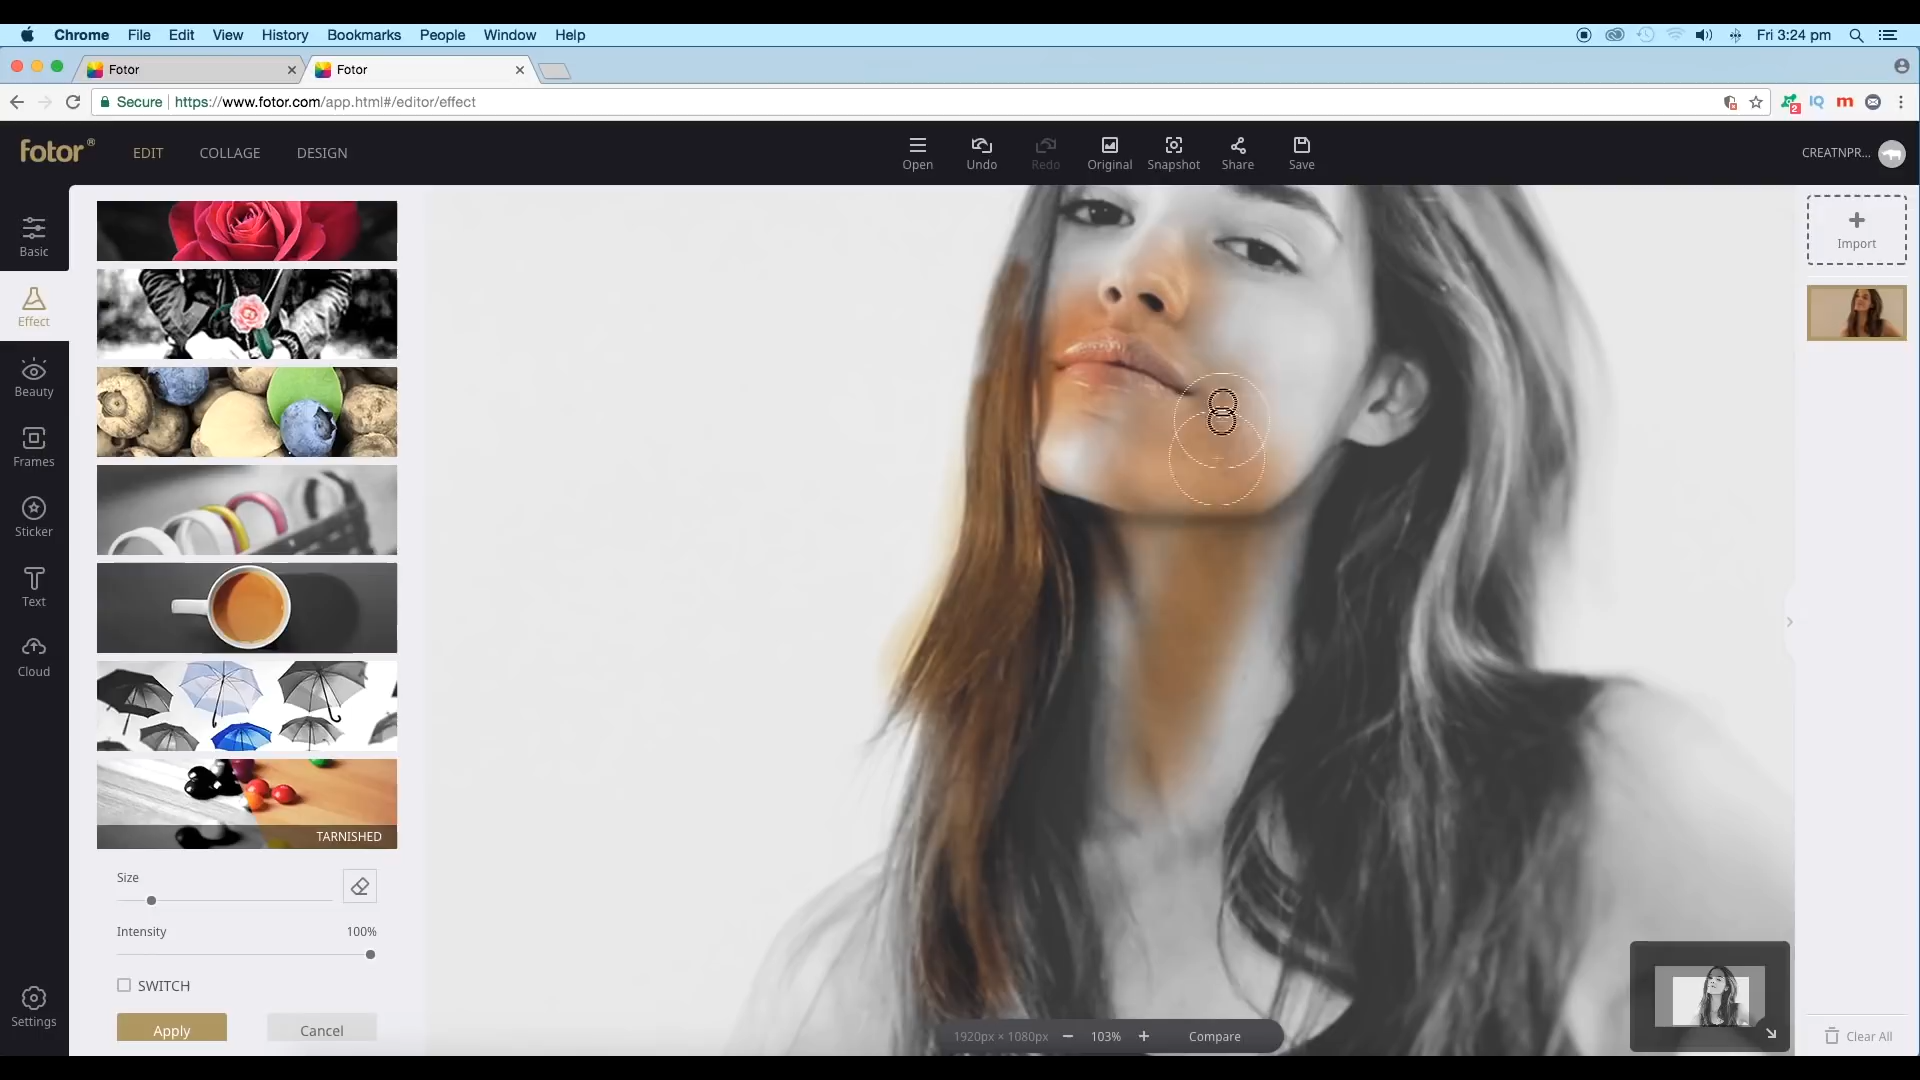 Chrome File Edit View History Bookmarks People Window Help Fri 3:24 pm
Fotor Fotor
Secure https://www.fotor.com/app.html#/editor/effect 2 IQ m
fotor® EDIT COLLAGE DESIGN Open Undo Redo Original Snapshot Share Save CREATNPR...
Basic
Import
Effect
Beauty
Frames
Sticker
Text
Cloud
TARNISHED
Size
Intensity 100%
SWITCH
Settings
Apply Cancel
1920px × 1080px − 103% + Compare
Clear All